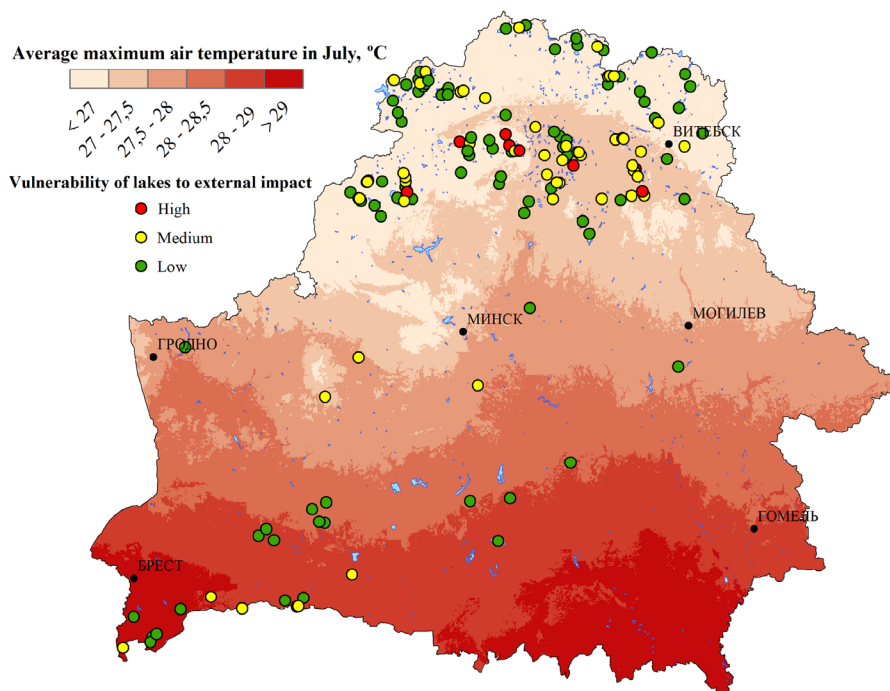 Average maximum air temperature in July, °C
< 27
27 - 27,5
27,5 - 28
28 - 28,5
28 - 29
> 29
Vulnerability of lakes to external impact
High
Medium
Low
ВИТЕБСК
МИНСК
МОГИЛЕВ
ГРОДНО
ГОМЕЛЬ
БРЕСТ